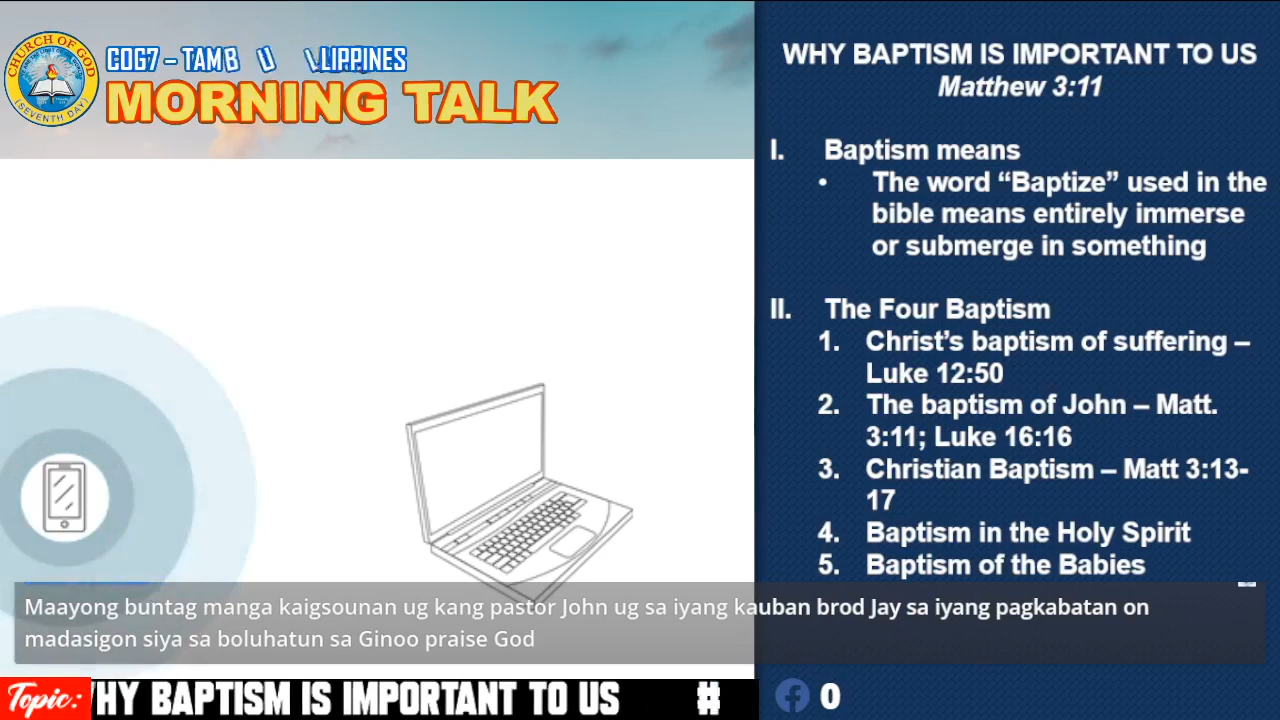 CHURCH OF GOD
(SEVENTH DAY)
COG7 – TAMB U LIPPINES
MORNING TALK
WHY BAPTISM IS IMPORTANT TO US
Matthew 3:11
I. Baptism means
• The word “Baptize” used in the
bible means entirely immerse
or submerge in something
II. The Four Baptism
1. Christ’s baptism of suffering –
Luke 12:50
2. The baptism of John – Matt.
3:11; Luke 16:16
3. Christian Baptism – Matt 3:13-
17
4. Baptism in the Holy Spirit
5. Baptism of the Babies
Maayong buntag manga kaigsounan ug kang pastor John ug sa iyang kauban brod Jay sa iyang pagkabatan on
madasigon siya sa boluhatun sa Ginoo praise God
Topic: HY BAPTISM IS IMPORTANT TO US #
0